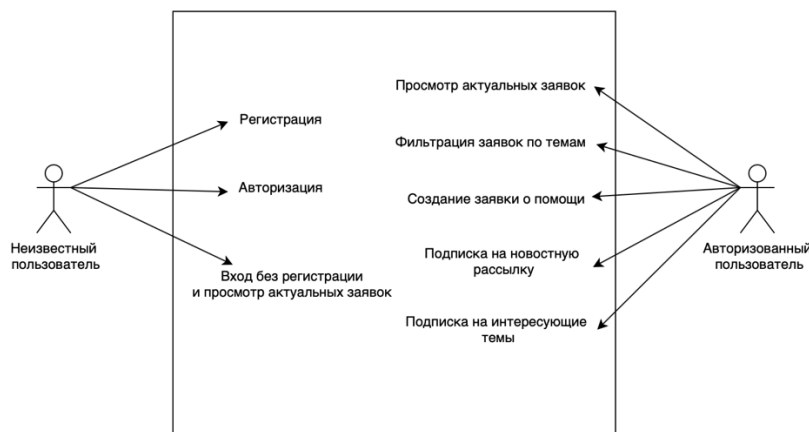 Просмотр актуальных заявок
Регистрация
Фильтрация заявок по темам
Авторизация
Создание заявки о помощи
Неизвестный
пользователь
Авторизованный
пользователь
Подписка на новостную
рассылку
Вход без регистрации
и просмотр актуальных заявок
Подписка на интересующие
темы